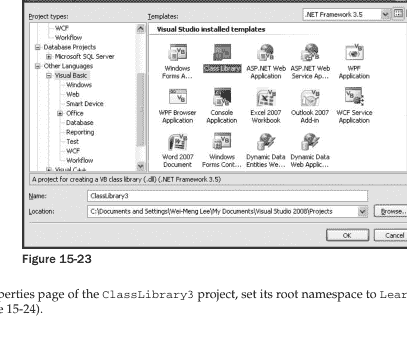 Project types:
Templates:
.NET Framework 3.5
WCF
Workflow
Database Projects
Microsoft SQL Server
Other Languages
Visual Basic
Windows
Web
Smart Device
Office
Database
Reporting
Test
WCF
Workflow
Visual C++
Visual Studio installed templates
Windows Forms A...
Class Library
ASP.NET Web Application
ASP.NET Web Service Ap...
WPF Application
WPF Browser Application
Console Application
Excel 2007 Workbook
Outlook 2007 Add-in
WCF Service Application
Word 2007 Document
Windows Forms Cont...
Dynamic Data Entities We...
Dynamic Data Web Applic...
A project for creating a VB class library (.dll) (.NET Framework 3.5)
Name:
ClassLibrary3
Location:
C:\Documents and Settings\Wei-Meng Lee\My Documents\Visual Studio 2008\Projects
Browse...
OK
Cancel
Figure 15-23
perties page of the ClassLibrary3 project, set its root namespace to Lear
e 15-24).